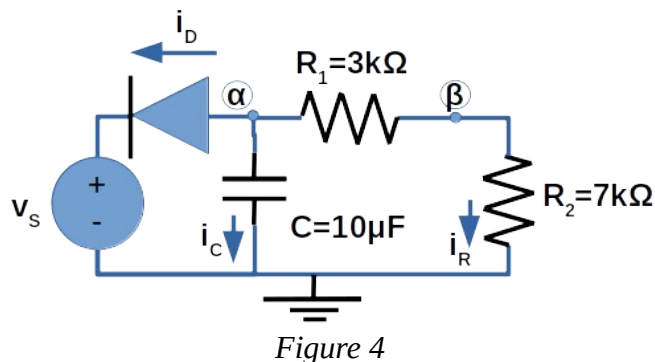 i_D
R_1=3kΩ
α
β
+
v_S
-
i_C
C=10µF
i_R
R_2=7kΩ
Figure 4